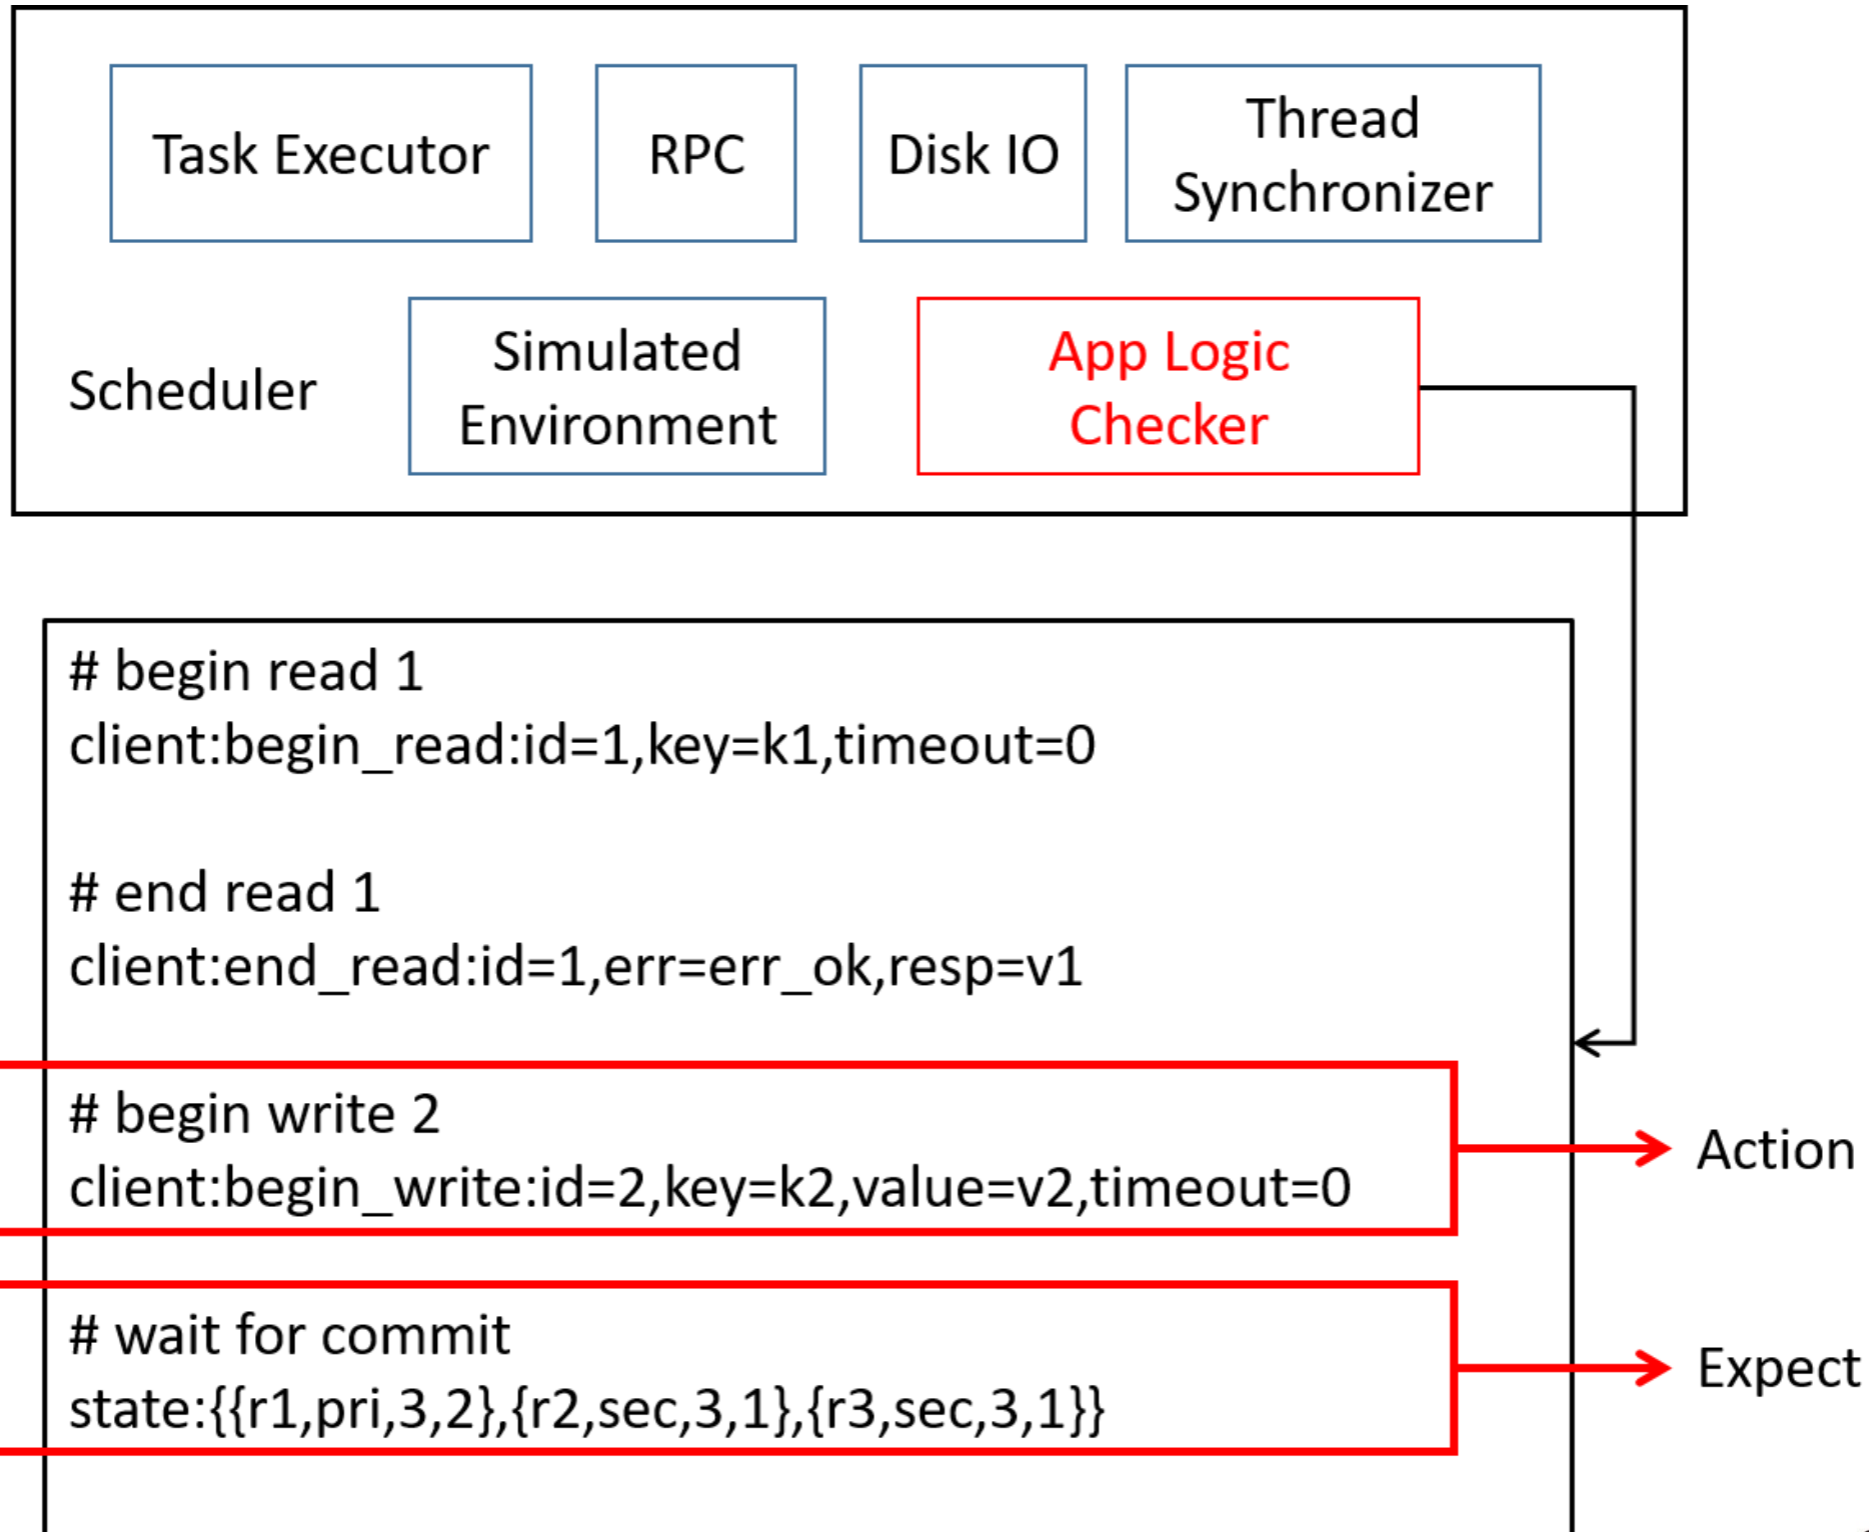 Task Executor
RPC
Disk IO
Thread
Synchronizer
Scheduler
Simulated
Environment
App Logic
Checker
# begin read 1
client:begin_read:id=1,key=k1,timeout=0
# end read 1
client:end_read:id=1,err=err_ok,resp=v1
# begin write 2
client:begin_write:id=2,key=k2,value=v2,timeout=0
Action
# wait for commit
state:{{r1,pri,3,2},{r2,sec,3,1},{r3,sec,3,1}}
Expect